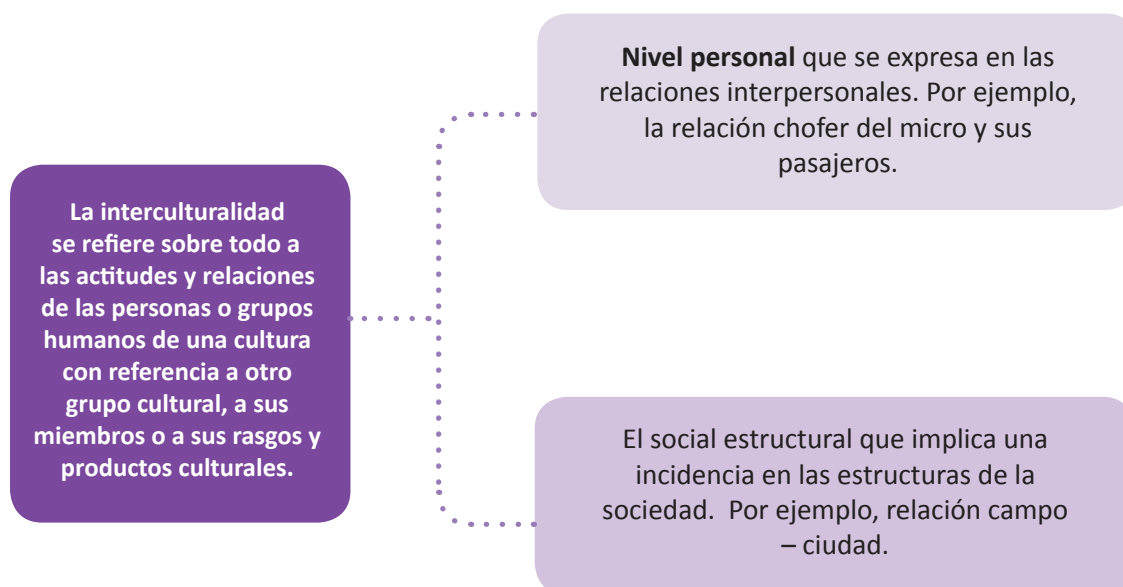 La interculturalidad
se refiere sobre todo a
las actitudes y relaciones
de las personas o grupos
humanos de una cultura
con referencia a otro
grupo cultural, a sus
miembros o a sus rasgos y
productos culturales.
Nivel personal que se expresa en las
relaciones interpersonales. Por ejemplo,
la relación chofer del micro y sus
pasajeros.
El social estructural que implica una
incidencia en las estructuras de la
sociedad. Por ejemplo, relación campo
– ciudad.